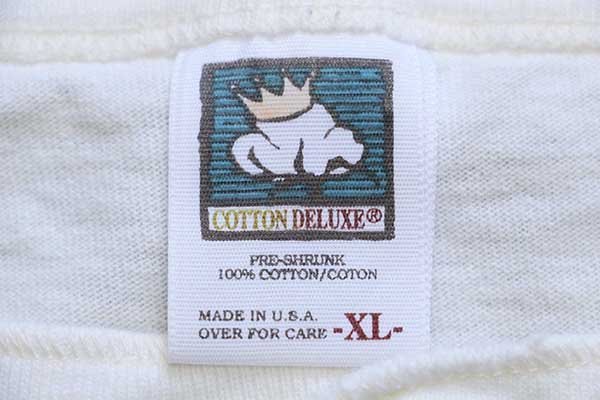 COTTON DELUXE®
PRE-SHRUNK
100% COTTON/COTON
MADE IN U.S.A.
OVER FOR CARE -XL-